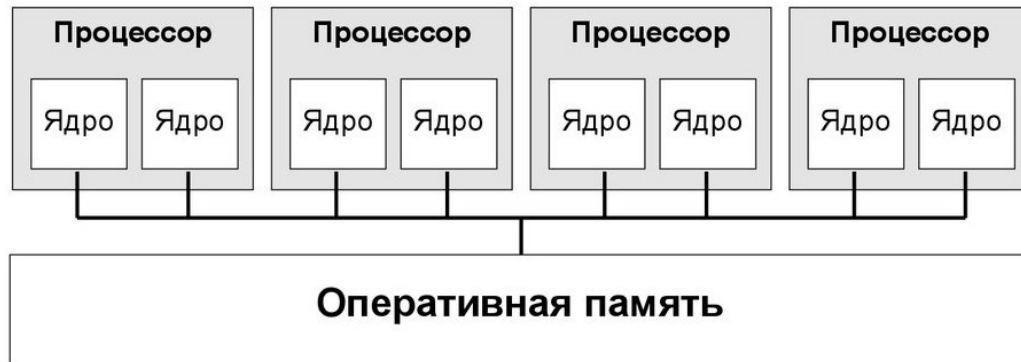 Процессор Процессор Процессор Процессор
Ядро Ядро Ядро Ядро Ядро Ядро Ядро Ядро
Оперативная память